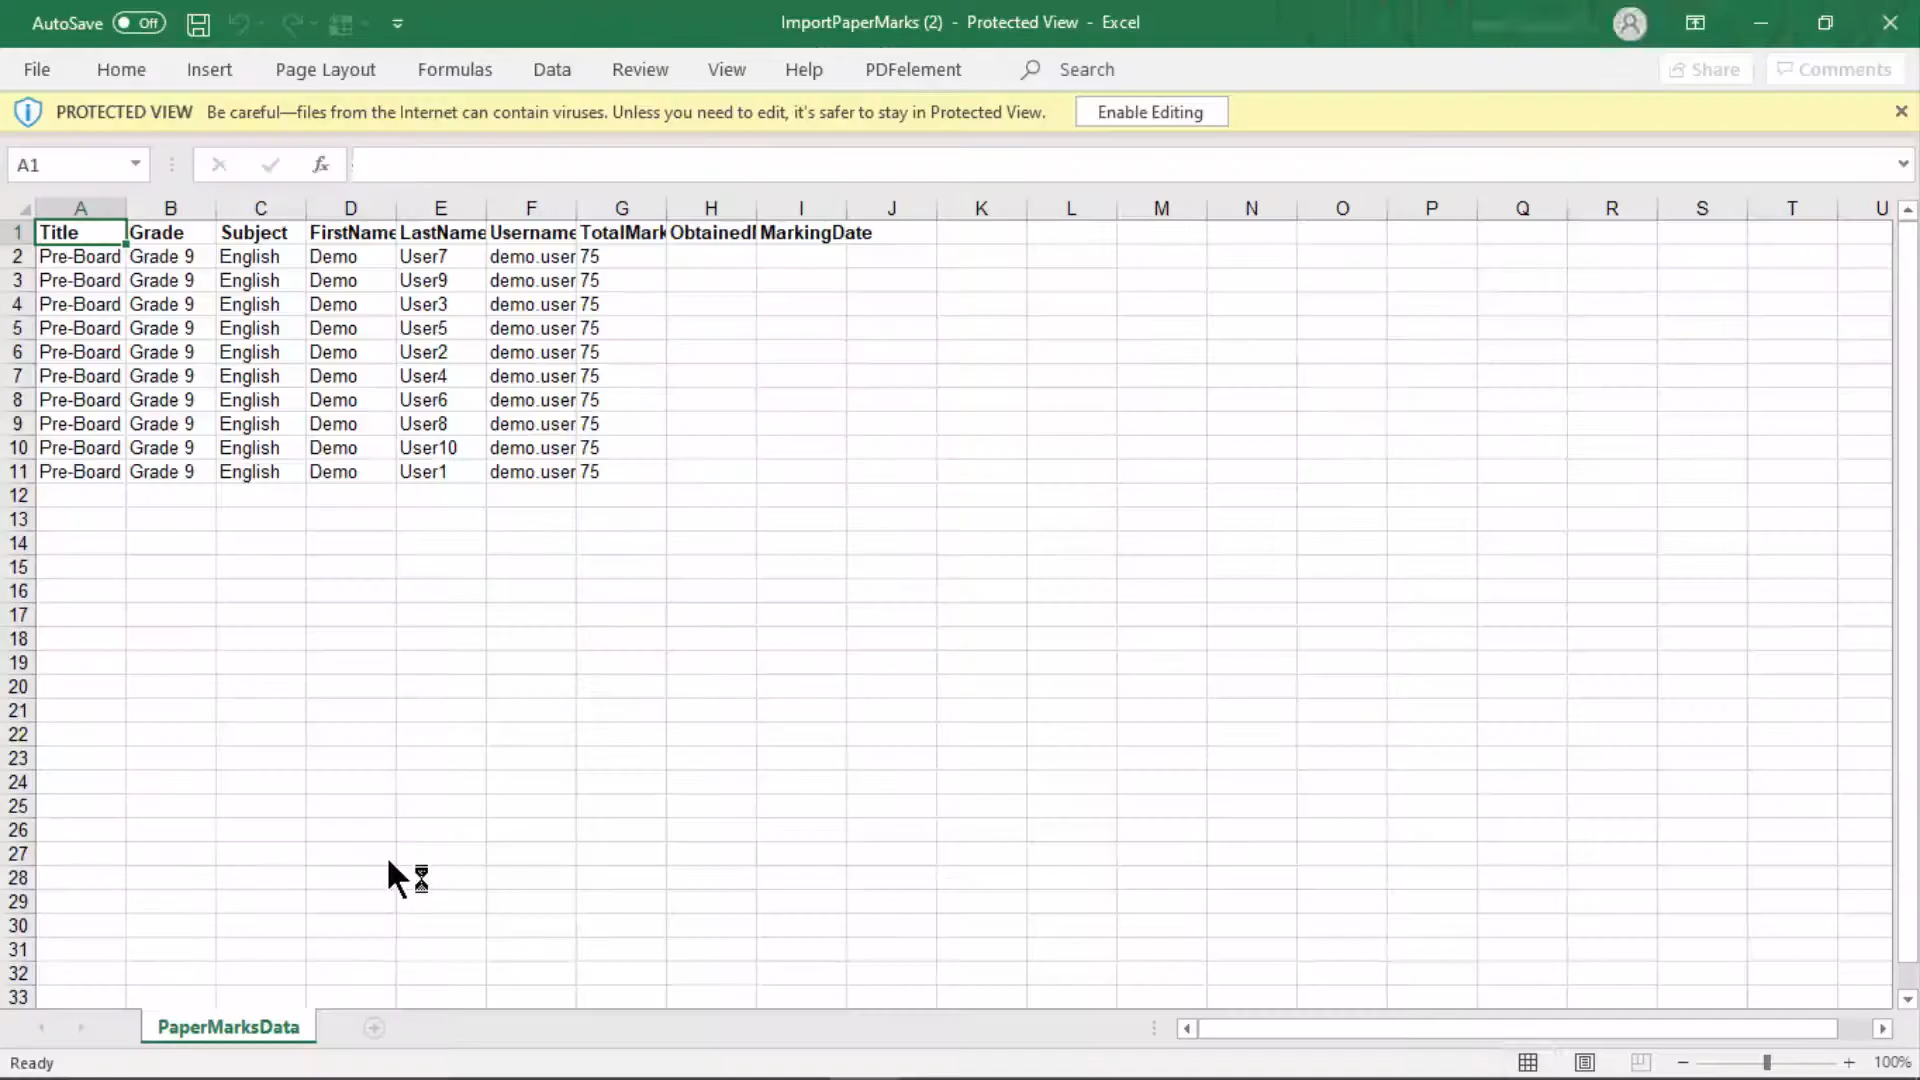 AutoSave Off ImportPaperMarks (2) - Protected View - Excel
File Home Insert Page Layout Formulas Data Review View Help PDFelement Search Share Comments
PROTECTED VIEW Be careful—files from the Internet can contain viruses. Unless you need to edit, it's safer to stay in Protected View. Enable Editing
A1 fx
A B C D E F G H I J K L M N O P Q R S T U
1 Title Grade Subject FirstName LastName Username TotalMark ObtainedM MarkingDate
2 Pre-Board Grade 9 English Demo User7 demo.user 75
3 Pre-Board Grade 9 English Demo User9 demo.user 75
4 Pre-Board Grade 9 English Demo User3 demo.user 75
5 Pre-Board Grade 9 English Demo User5 demo.user 75
6 Pre-Board Grade 9 English Demo User2 demo.user 75
7 Pre-Board Grade 9 English Demo User4 demo.user 75
8 Pre-Board Grade 9 English Demo User6 demo.user 75
9 Pre-Board Grade 9 English Demo User8 demo.user 75
10 Pre-Board Grade 9 English Demo User10 demo.user 75
11 Pre-Board Grade 9 English Demo User1 demo.user 75
12
13
14
15
16
17
18
19
20
21
22
23
24
25
26
27
28
29
30
31
32
33
PaperMarksData
Ready 100%